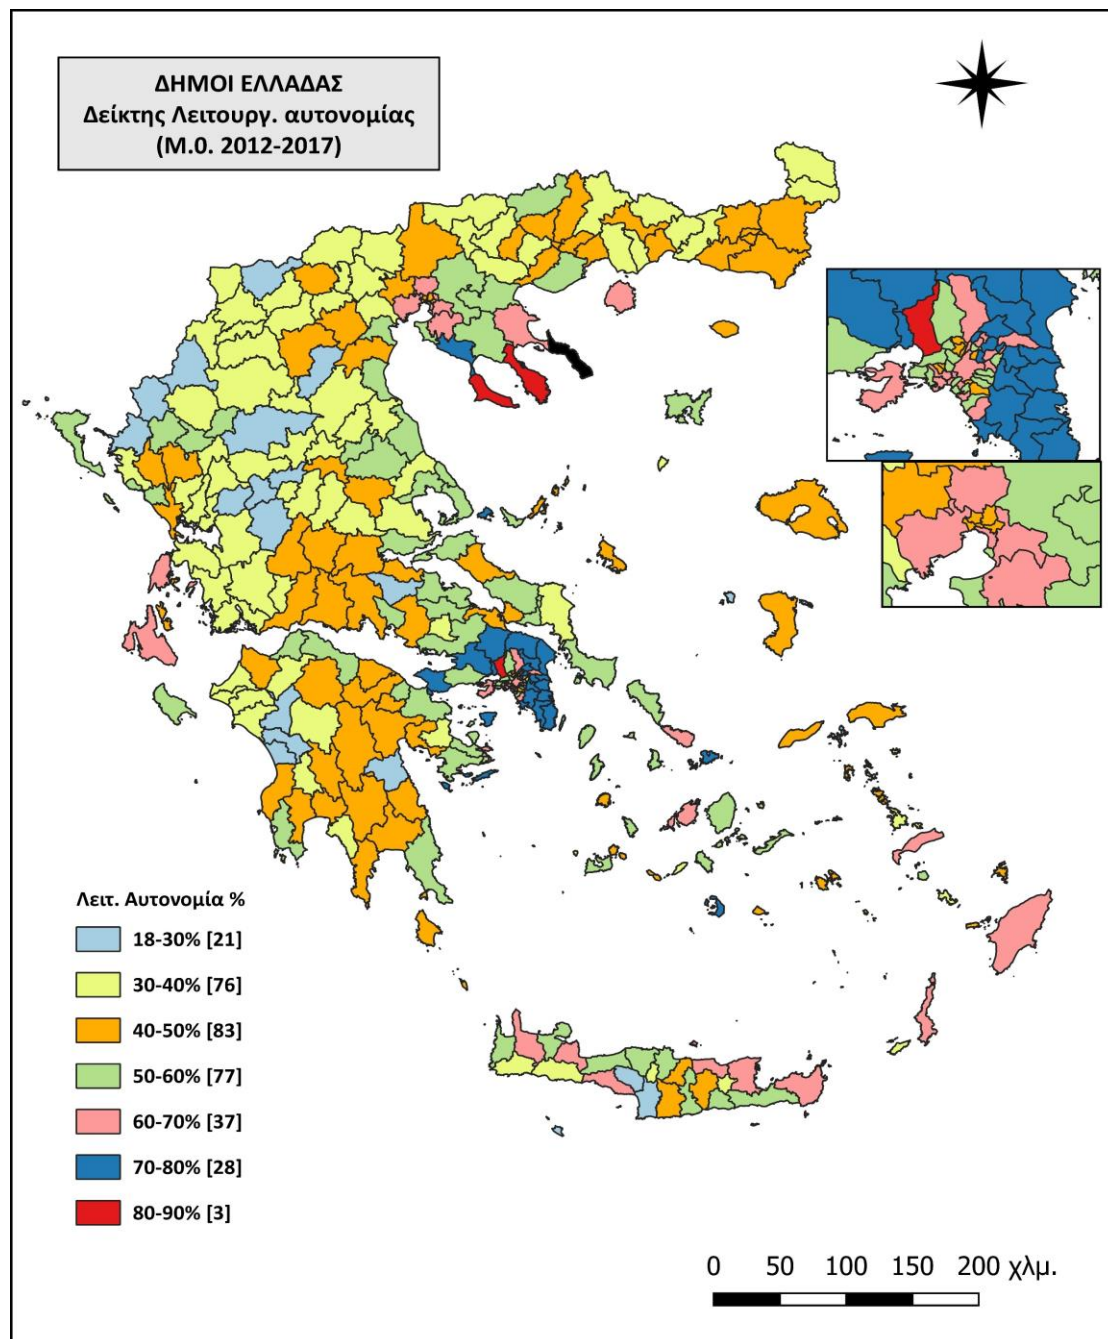 ΔΗΜΟΙ ΕΛΛΑΔΑΣ
Δείκτης Λειτουργ. αυτονομίας
(Μ.0. 2012-2017)
Λειτ. Αυτονομία %
18-30% [21]
30-40% [76]
40-50% [83]
50-60% [77]
60-70% [37]
70-80% [28]
80-90% [3]
0 50 100 150 200 χλμ.